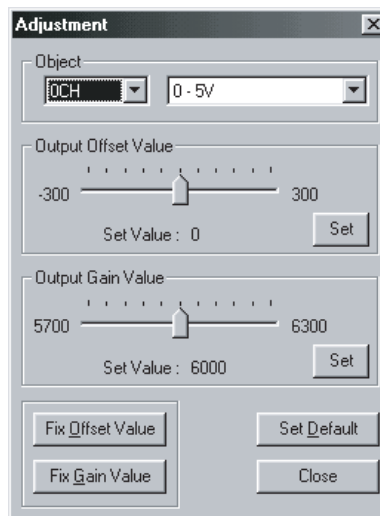 Adjustment
Object
0CH
0 - 5V
Output Offset Value
-300
300
Set Value : 0
Set
Output Gain Value
5700
6300
Set Value : 6000
Set
Fix Offset Value
Set Default
Fix Gain Value
Close